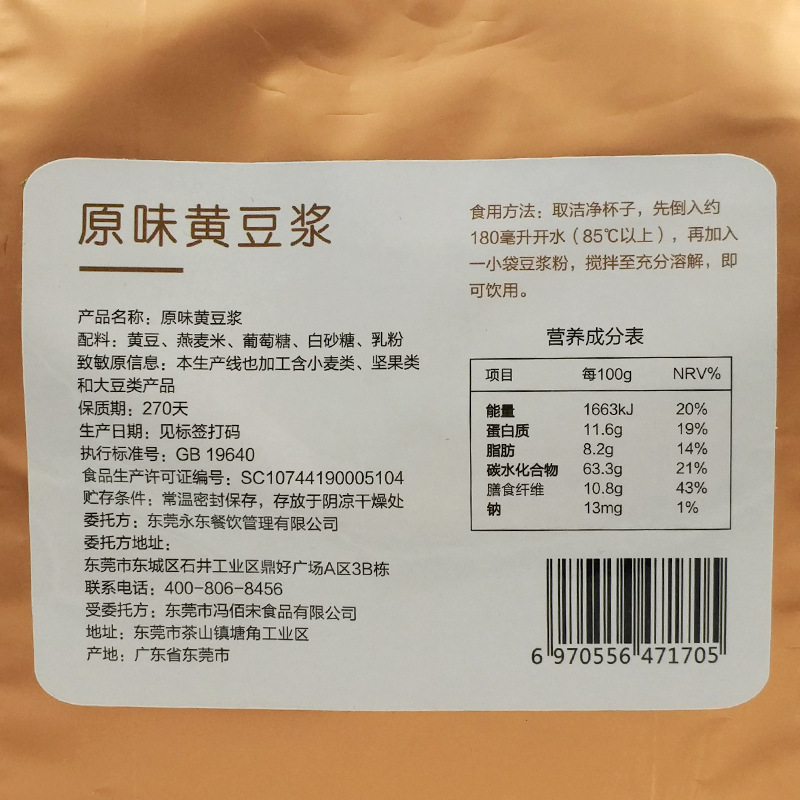 原味黄豆浆
产品名称：原味黄豆浆
配料：黄豆、燕麦米、葡萄糖、白砂糖、乳粉
致敏原信息：本生产线也加工含小麦类、坚果类
和大豆类产品
保质期：270天
生产日期：见标签打码
执行标准号：GB 19640
食品生产许可证编号：SC10744190005104
贮存条件：常温密封保存，存放于阴凉干燥处
委托方：东莞永东餐饮管理有限公司
委托方地址：
东莞市东城区石井工业区鼎好广场A区3B栋
联系电话：400-806-8456
受委托方：东莞市冯佰宋食品有限公司
地址：东莞市茶山镇塘角工业区
产地：广东省东莞市
食用方法：取洁净杯子，先倒入约
180毫升开水（85℃以上），再加入
一小袋豆浆粉，搅拌至充分溶解，即
可饮用。
营养成分表
项目 每100g NRV%
能量 1663kJ 20%
蛋白质 11.6g 19%
脂肪 8.2g 14%
碳水化合物 63.3g 21%
膳食纤维 10.8g 43%
钠 13mg 1%
6 970556 471705